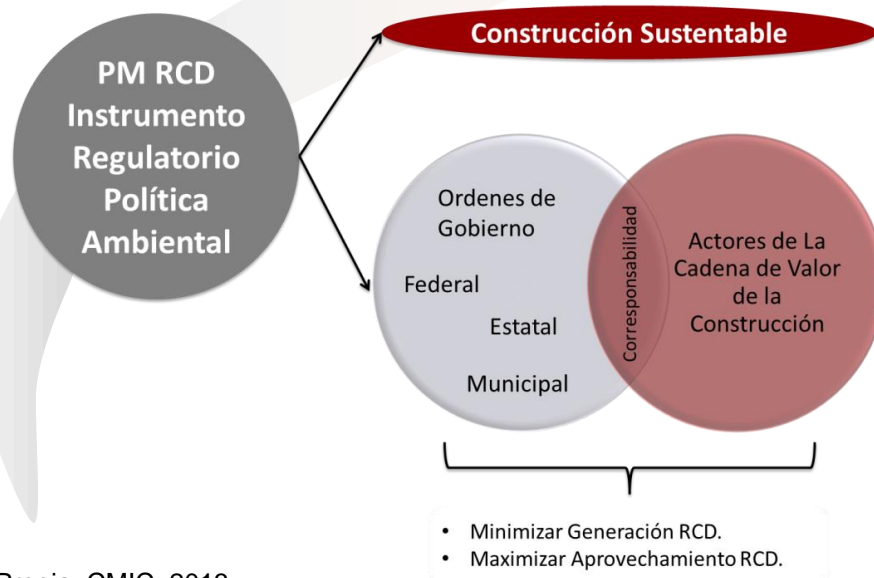 Construcción Sustentable
PM RCD
Instrumento
Regulatorio
Política
Ambiental
Ordenes de
Gobierno
Federal
Estatal
Municipal
Corresponsabilidad
Actores de La
Cadena de Valor
de la
Construcción
• Minimizar Generación RCD.
• Maximizar Aprovechamiento RCD.